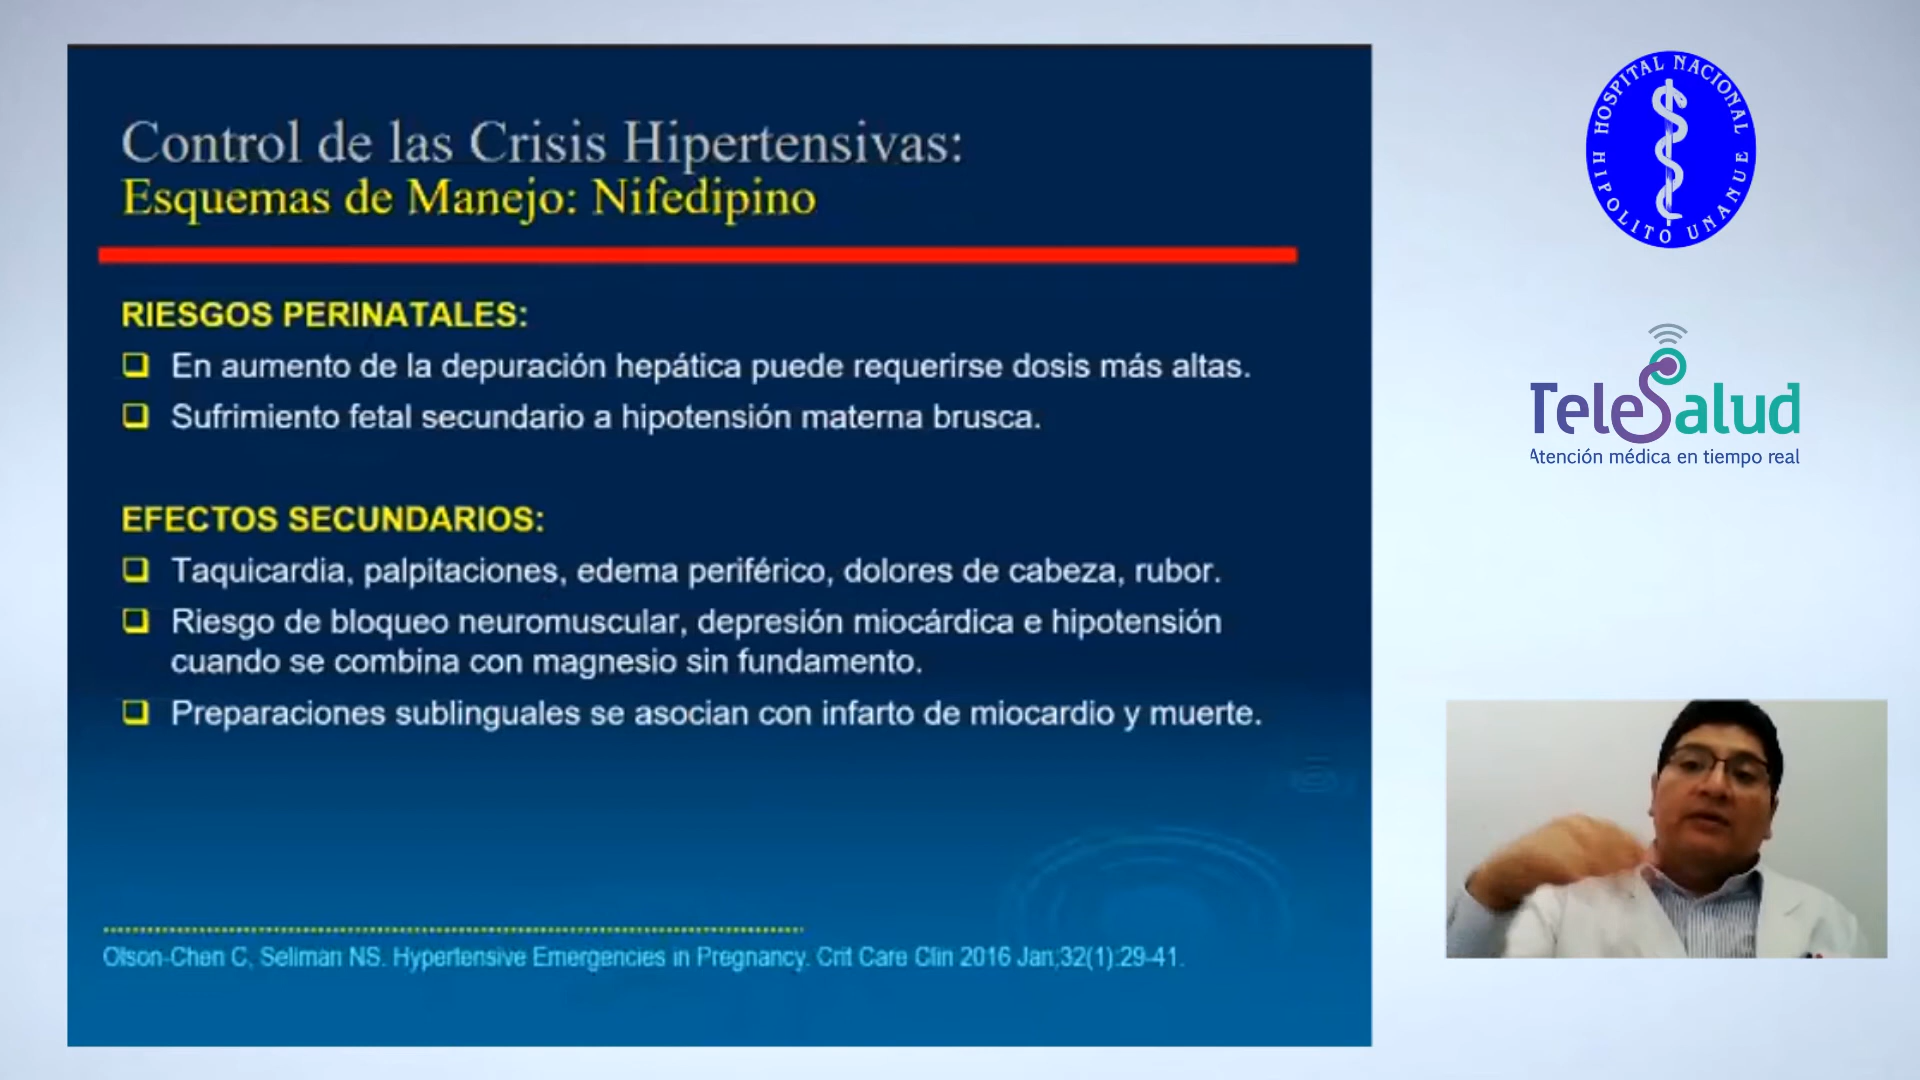 Control de las Crisis Hipertensivas:
Esquemas de Manejo: Nifedipino
RIESGOS PERINATALES:
En aumento de la depuración hepática puede requerirse dosis más altas.
Sufrimiento fetal secundario a hipotensión materna brusca.
EFECTOS SECUNDARIOS:
Taquicardia, palpitaciones, edema periférico, dolores de cabeza, rubor.
Riesgo de bloqueo neuromuscular, depresión miocárdica e hipotensión
cuando se combina con magnesio sin fundamento.
Preparaciones sublinguales se asocian con infarto de miocardio y muerte.
Olson-Chen C, Seliman NS. Hypertensive Emergencies in Pregnancy. Crit Care Clin 2016 Jan;32(1):29-41.
HOSPITAL NACIONAL
HIPOLITO UNANUE
TeleSalud
Atención médica en tiempo real